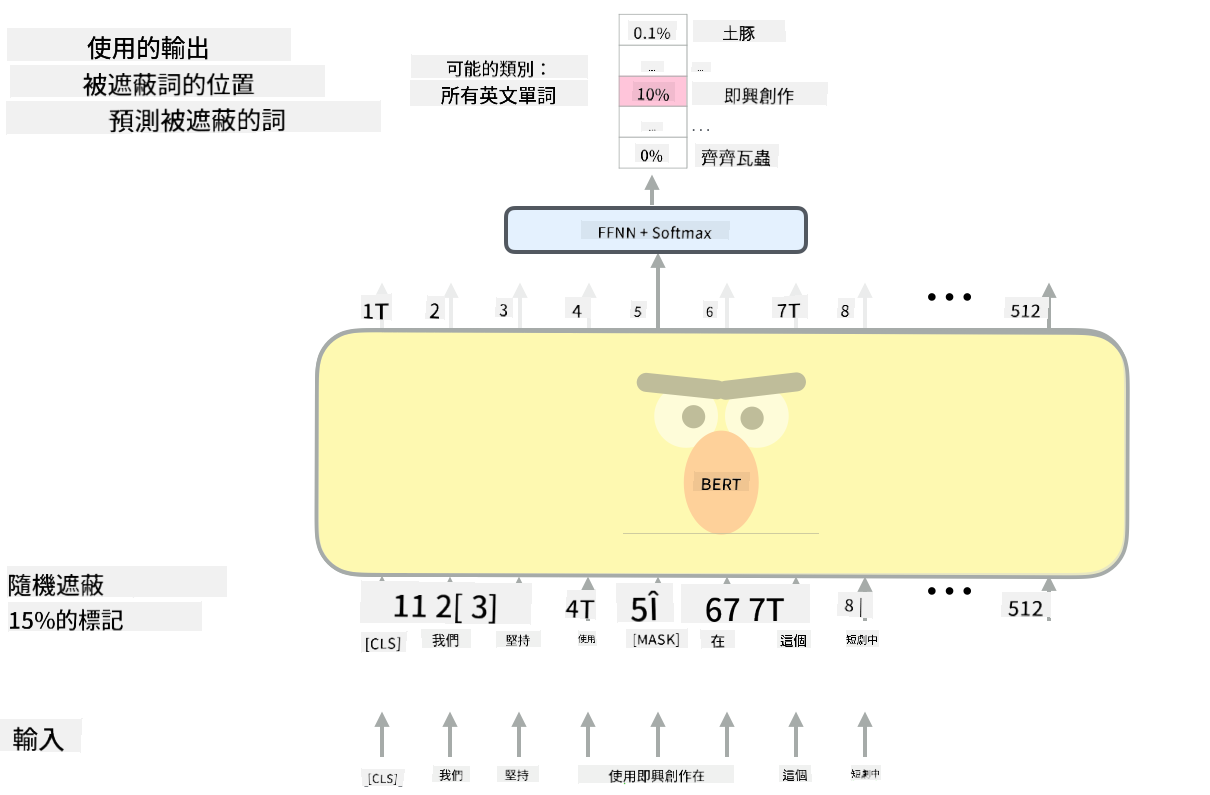 使用的輸出
被遮蔽詞的位置
預測被遮蔽的詞
可能的類別：
所有英文單詞
0.1% 土豚
... ...
10% 即興創作
... ...
0% 齊齊瓦蟲
FFNN + Softmax
1T 2 3 4 5 6 7T 8 ••• 512
BERT
隨機遮蔽
15%的標記
11 2[ 3] 4T 5Î 67 7T 8 | ••• 512
[CLS] 我們 堅持 使用 [MASK] 在 這個 短劇中
輸入
[CLS] 我們 堅持 使用即興創作在 這個 短劇中